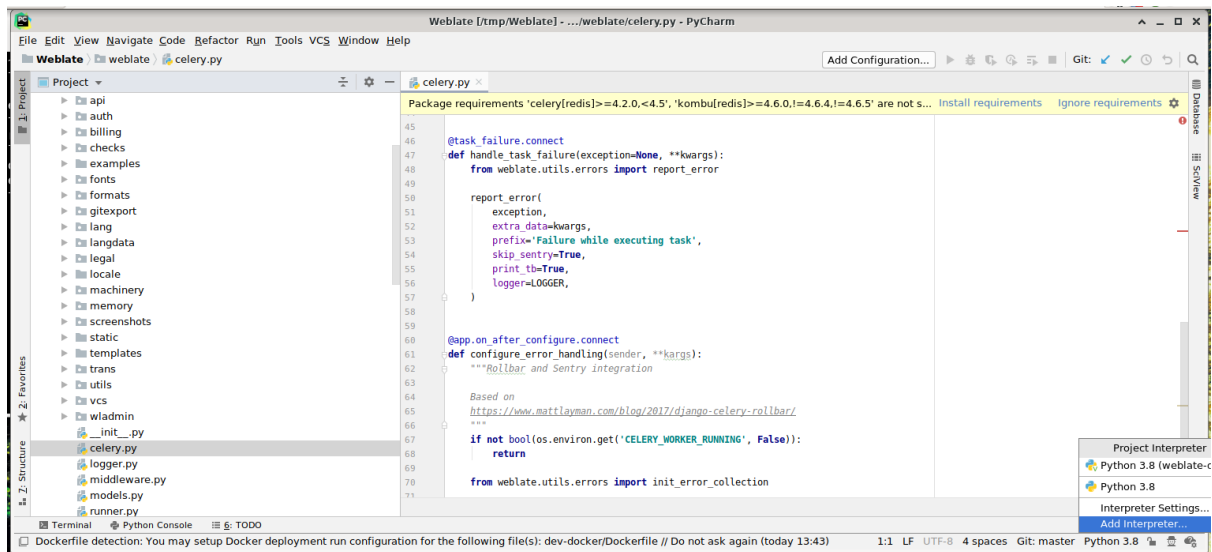 Weblate [/tmp/Weblate] - .../weblate/celery.py - PyCharm
File Edit View Navigate Code Refactor Run Tools VCS Window Help
Weblate weblate celery.py Add Configuration... Git:
1: Project
Project
api
auth
billing
checks
examples
fonts
formats
gitexport
lang
langdata
legal
locale
machinery
memory
screenshots
static
templates
trans
utils
vcs
wladmin
__init__.py
celery.py
logger.py
middleware.py
models.py
runner.py
2: Favorites
7: Structure
celery.py
Package requirements 'celery[redis]>=4.2.0,<4.5', 'kombu[redis]>=4.6.0,!=4.6.4,!=4.6.5' are not s... Install requirements Ignore requirements
45
46 @task_failure.connect
47 def handle_task_failure(exception=None, **kwargs):
48 from weblate.utils.errors import report_error
49
50 report_error(
51 exception,
52 extra_data=kwargs,
53 prefix='Failure while executing task',
54 skip_sentry=True,
55 print_tb=True,
56 logger=LOGGER,
57 )
58
59
60 @app.on_after_configure.connect
61 def configure_error_handling(sender, **kargs):
62 """Rollbar and Sentry integration
63
64 Based on
65 https://www.mattlayman.com/blog/2017/django-celery-rollbar/
66 """
67 if not bool(os.environ.get('CELERY_WORKER_RUNNING', False)):
68 return
69
70 from weblate.utils.errors import init_error_collection
71
Database
SciView
Project Interpreter
Python 3.8 (weblate-d
Python 3.8
Interpreter Settings...
Add Interpreter...
Terminal Python Console 6: TODO
Dockerfile detection: You may setup Docker deployment run configuration for the following file(s): dev-docker/Dockerfile // Do not ask again (today 13:43) 1:1 LF UTF-8 4 spaces Git: master Python 3.8